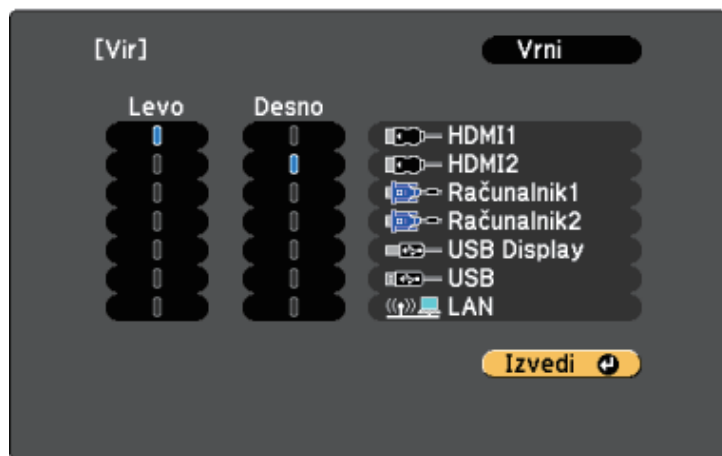 [Vir] Vrni
Levo Desno
HDMI1
HDMI2
Računalnik1
Računalnik2
USB Display
USB
LAN
Izvedi